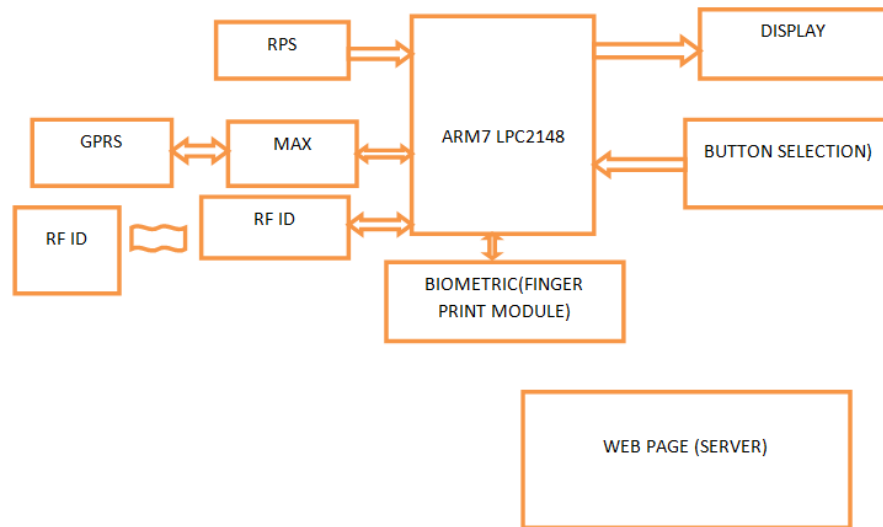 RPS
DISPLAY
GPRS
MAX
ARM7 LPC2148
BUTTON SELECTION)
RF ID
RF ID
BIOMETRIC(FINGER
PRINT MODULE)
WEB PAGE (SERVER)